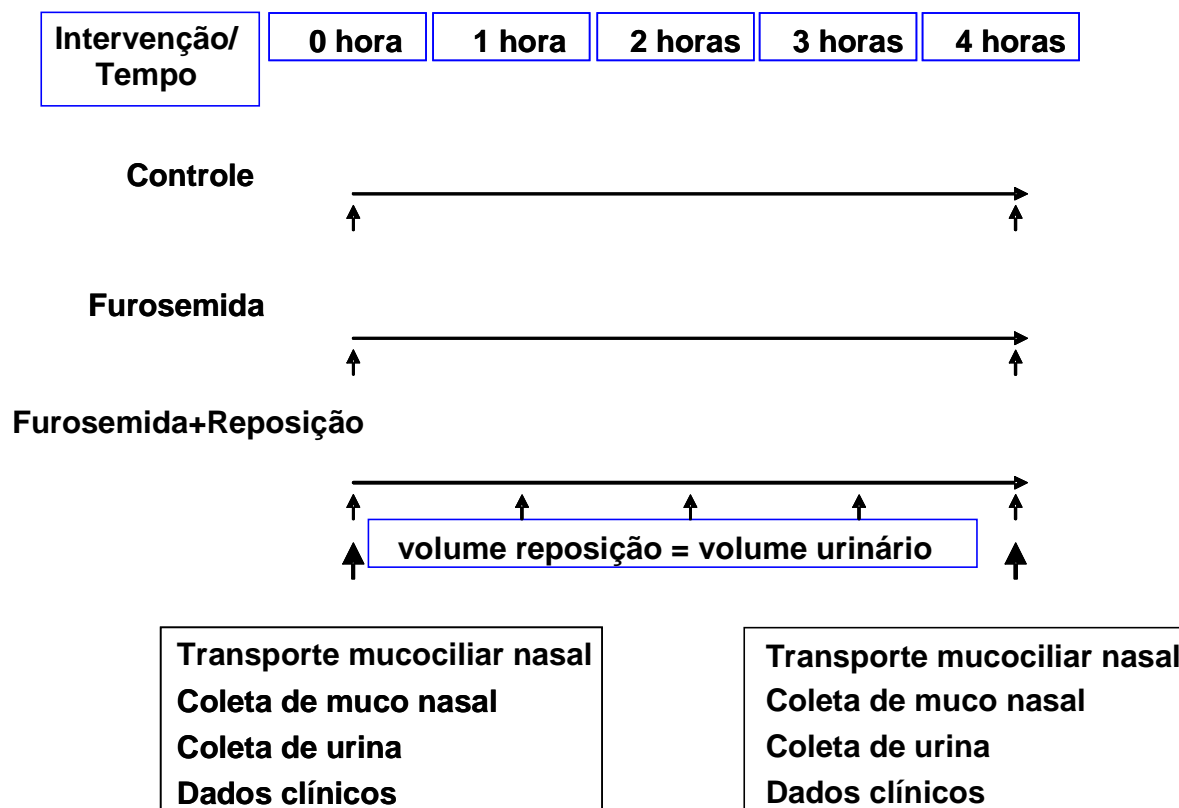 Intervenção/
Tempo
0 hora
1 hora
2 horas
3 horas
4 horas
Controle
Furosemida
Furosemida+Reposição
volume reposição = volume urinário
Transporte mucociliar nasal
Coleta de muco nasal
Coleta de urina
Dados clínicos
Transporte mucociliar nasal
Coleta de muco nasal
Coleta de urina
Dados clínicos